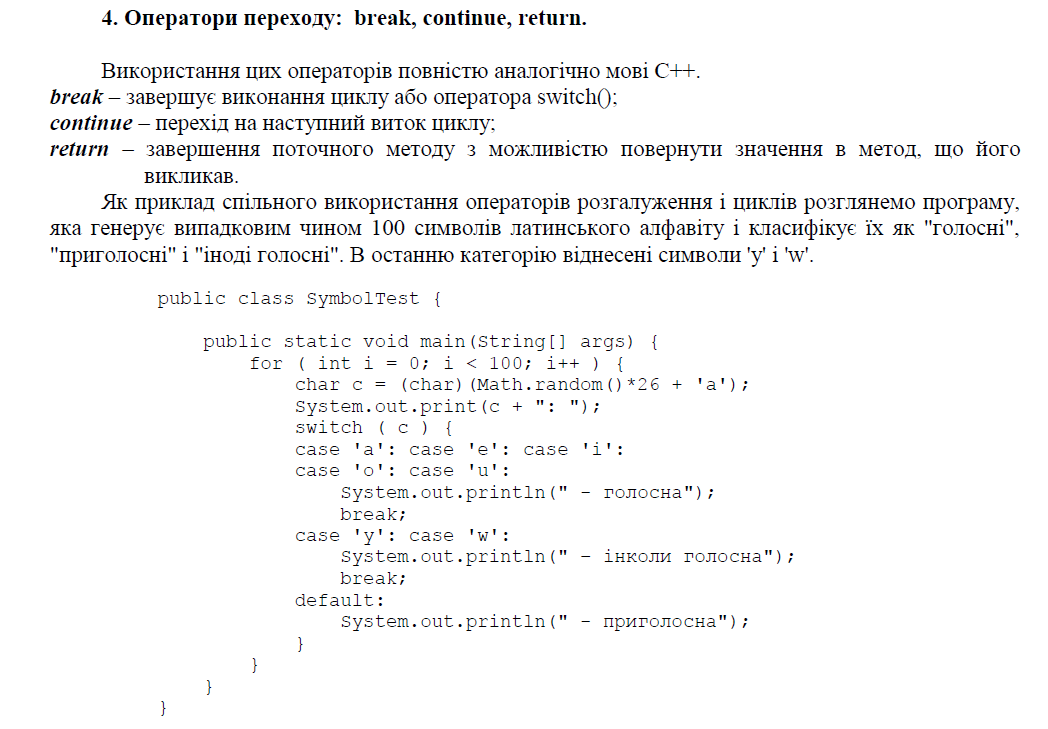 4. Оператори переходу: break, continue, return.
Використання цих операторів повністю аналогічно мові C++.
break – завершує виконання циклу або оператора switch();
continue – перехід на наступний виток циклу;
return – завершення поточного методу з можливістю повернути значення в метод, що його
викликав.
Як приклад спільного використання операторів розгалуження і циклів розглянемо програму,
яка генерує випадковим чином 100 символів латинського алфавіту і класифікує їх як "голосні",
"приголосні" і "іноді голосні". В останню категорію віднесені символи 'y' і 'w'.
public class SymbolTest {
public static void main(String[] args) {
for ( int i = 0; i < 100; i++ ) {
char c = (char)(Math.random()*26 + 'a');
System.out.print(c + ": ");
switch ( c ) {
case 'a': case 'e': case 'i':
case 'o': case 'u':
System.out.println(" - голосна");
break;
case 'y': case 'w':
System.out.println(" - інколи голосна");
break;
default:
System.out.println(" - приголосна");
}
}
}
}